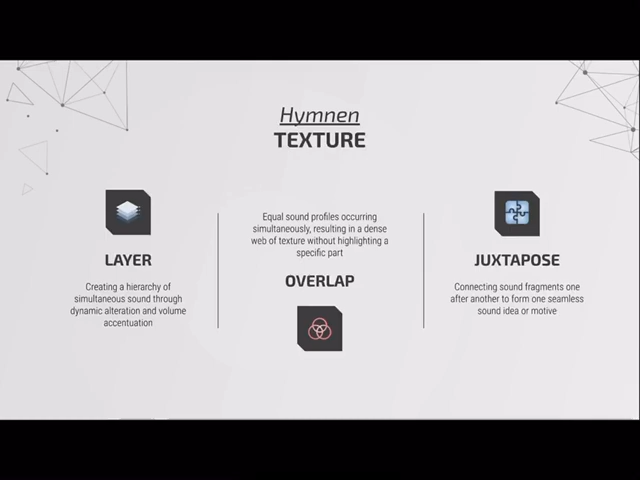 Hymnen
TEXTURE
LAYER
Creating a hierarchy of
simultaneous sound through
dynamic alteration and volume
accentuation
Equal sound profiles occurring
simultaneously, resulting in a dense
web of texture without highlighting a
specific part
OVERLAP
JUXTAPOSE
Connecting sound fragments one
after another to form one seamless
sound idea or motive